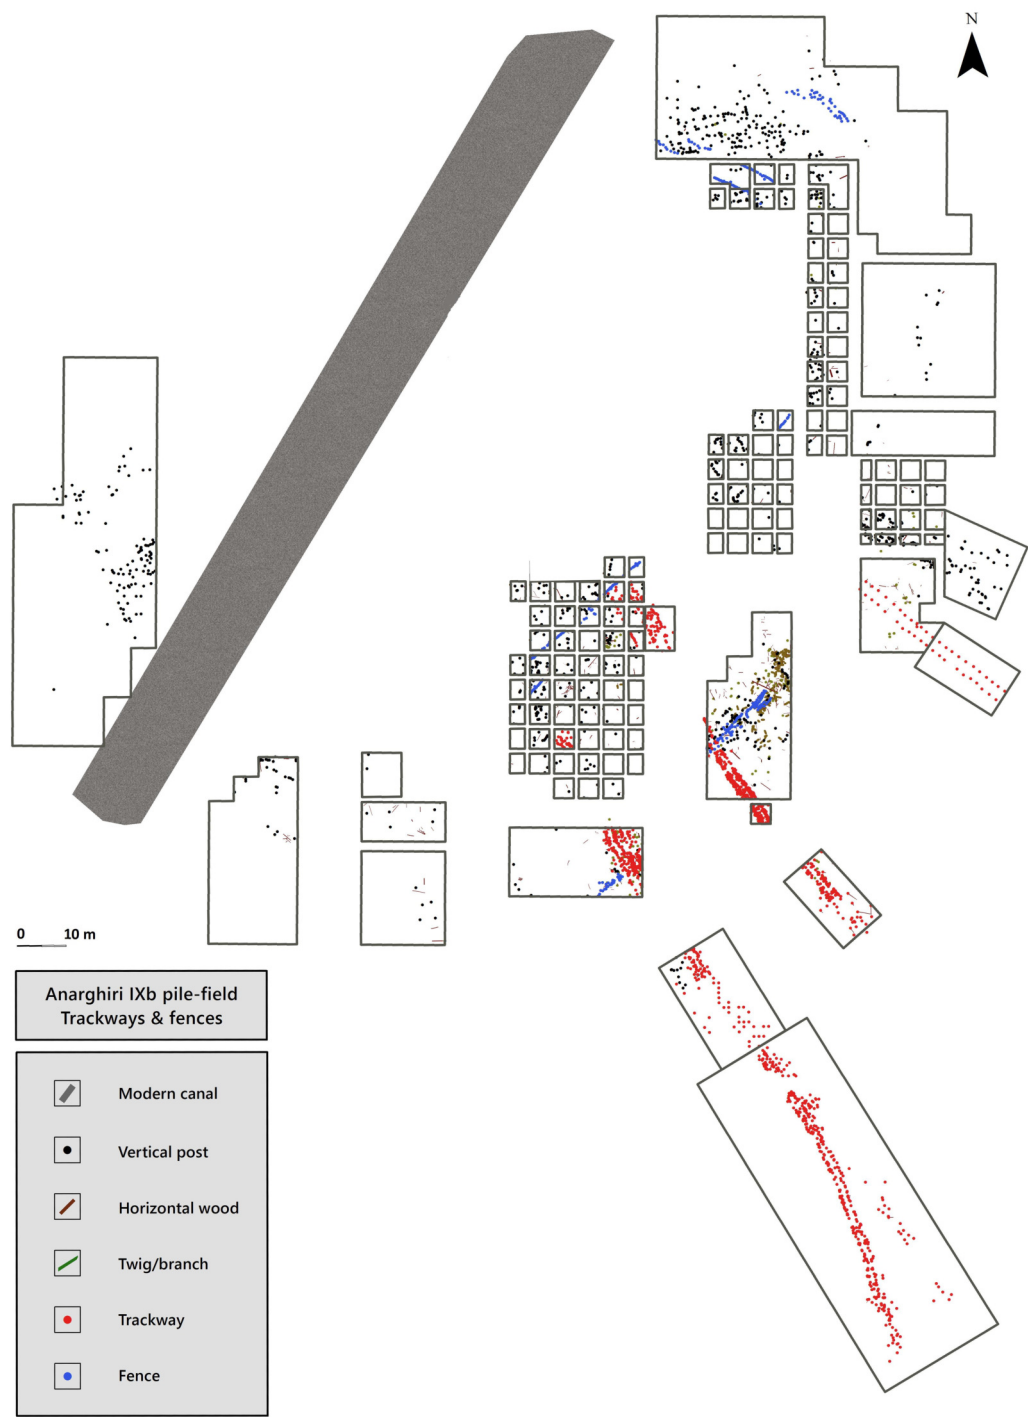 N
0 10 m
Anarghiri IXb pile-field
Trackways & fences
Modern canal
Vertical post
Horizontal wood
Twig/branch
Trackway
Fence